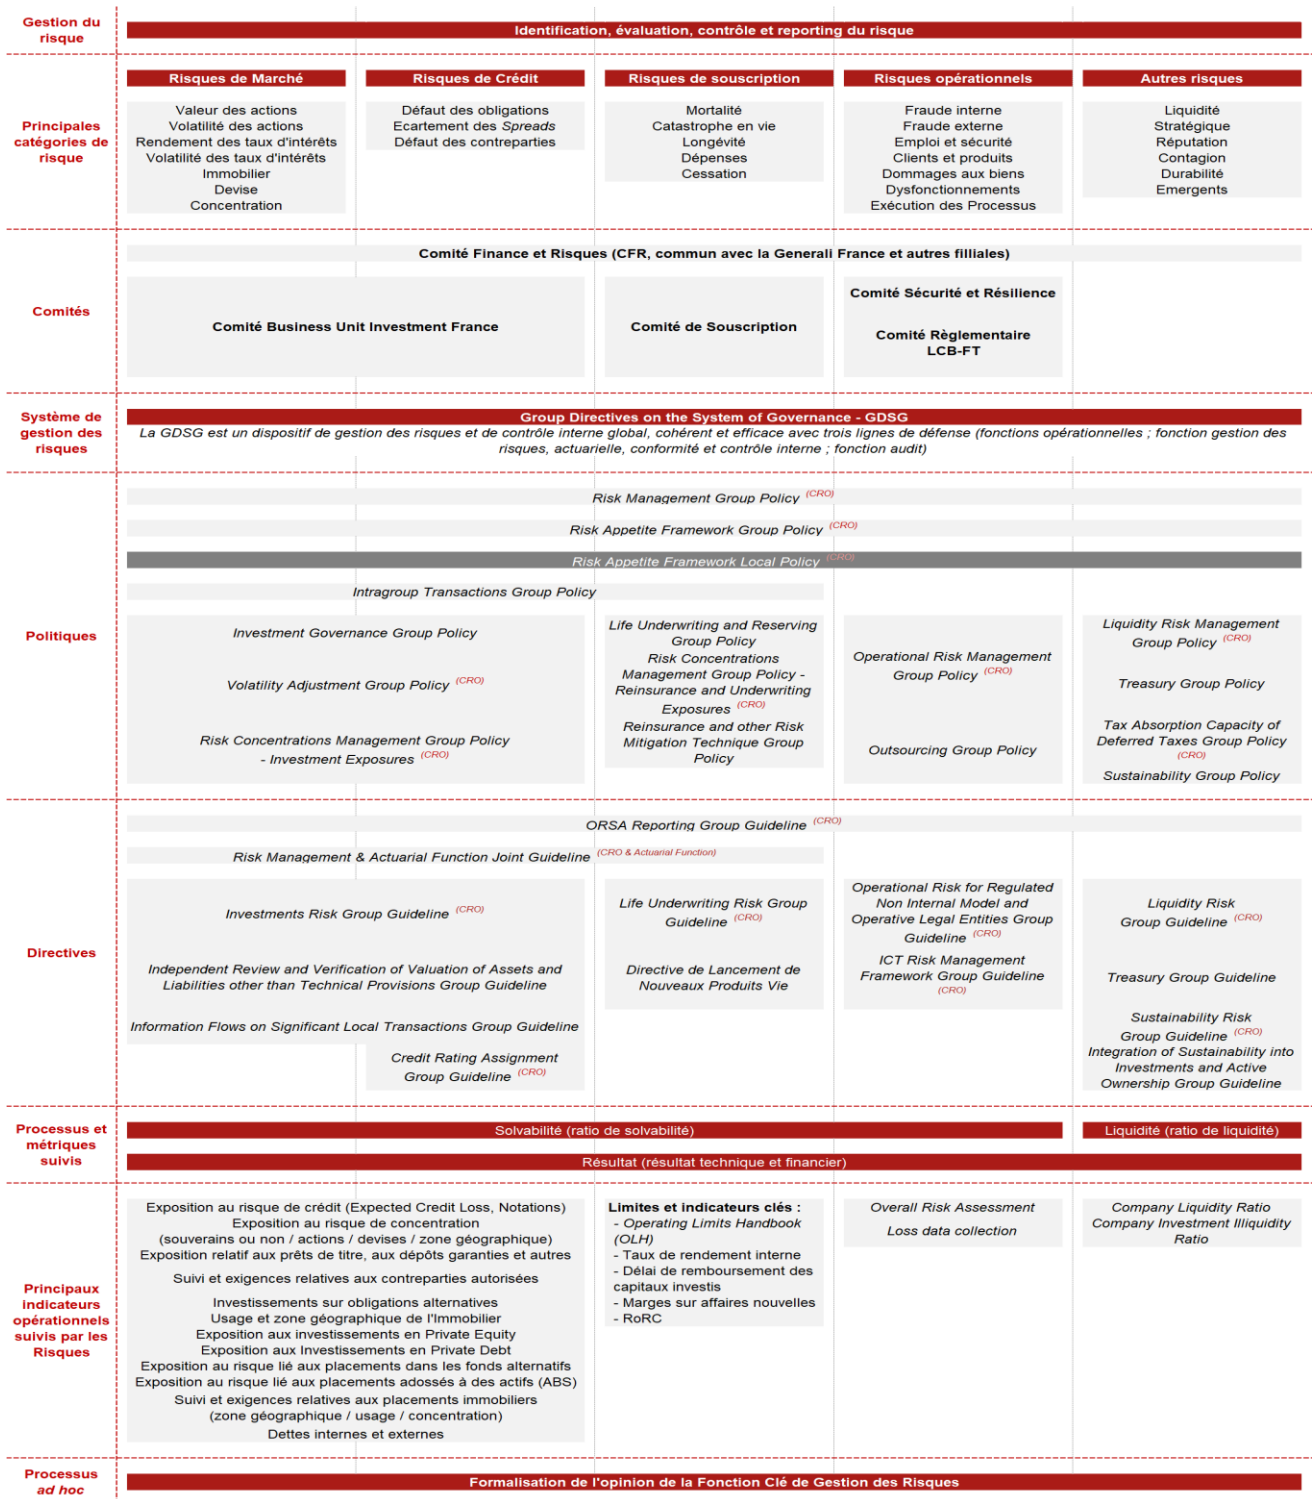 Gestion du
risque
Identification, évaluation, contrôle et reporting du risque
Principales
catégories de
risque
Risques de Marché
Valeur des actions
Volatilité des actions
Rendement des taux d'intérêts
Volatilité des taux d'intérêts
Immobilier
Devise
Concentration
Risques de Crédit
Défaut des obligations
Ecartement des Spreads
Défaut des contreparties
Risques de souscription
Mortalité
Catastrophe en vie
Longévité
Dépenses
Cessation
Risques opérationnels
Fraude interne
Fraude externe
Emploi et sécurité
Clients et produits
Dommages aux biens
Dysfonctionnements
Exécution des Processus
Autres risques
Liquidité
Stratégique
Réputation
Contagion
Durabilité
Emergents
Comités
Comité Finance et Risques (CFR, commun avec la Generali France et autres filliales)
Comité Business Unit Investment France
Comité de Souscription
Comité Sécurité et Résilience
Comité Règlementaire
LCB-FT
Système de
gestion des
risques
Group Directives on the System of Governance - GDSG
La GDSG est un dispositif de gestion des risques et de contrôle interne global, cohérent et efficace avec trois lignes de défense (fonctions opérationnelles ; fonction gestion des
risques, actuarielle, conformité et contrôle interne ; fonction audit)
Politiques
Risk Management Group Policy (CRO)
Risk Appetite Framework Group Policy (CRO)
Risk Appetite Framework Local Policy (CRO)
Intragroup Transactions Group Policy
Investment Governance Group Policy
Volatility Adjustment Group Policy (CRO)
Risk Concentrations Management Group Policy
- Investment Exposures (CRO)
Life Underwriting and Reserving
Group Policy
Risk Concentrations
Management Group Policy -
Reinsurance and Underwriting
Exposures (CRO)
Reinsurance and other Risk
Mitigation Technique Group
Policy
Operational Risk Management
Group Policy (CRO)
Outsourcing Group Policy
Liquidity Risk Management
Group Policy (CRO)
Treasury Group Policy
Tax Absorption Capacity of
Deferred Taxes Group Policy
(CRO)
Sustainability Group Policy
Directives
ORSA Reporting Group Guideline (CRO)
Risk Management & Actuarial Function Joint Guideline (CRO & Actuarial Function)
Investments Risk Group Guideline (CRO)
Independent Review and Verification of Valuation of Assets and
Liabilities other than Technical Provisions Group Guideline
Information Flows on Significant Local Transactions Group Guideline
Credit Rating Assignment
Group Guideline (CRO)
Life Underwriting Risk Group
Guideline (CRO)
Directive de Lancement de
Nouveaux Produits Vie
Operational Risk for Regulated
Non Internal Model and
Operative Legal Entities Group
Guideline (CRO)
ICT Risk Management
Framework Group Guideline
(CRO)
Liquidity Risk
Group Guideline (CRO)
Treasury Group Guideline
Sustainability Risk
Group Guideline (CRO)
Integration of Sustainability into
Investments and Active
Ownership Group Guideline
Processus et
métriques
suivis
Solvabilité (ratio de solvabilité)
Liquidité (ratio de liquidité)
Résultat (résultat technique et financier)
Principaux
indicateurs
opérationnels
suivis par les
Risques
Exposition au risque de crédit (Expected Credit Loss, Notations)
Exposition au risque de concentration
(souverains ou non / actions / devises / zone géographique)
Exposition relatif aux prêts de titre, aux dépôts garanties et autres
Suivi et exigences relatives aux contreparties autorisées
Investissements sur obligations alternatives
Usage et zone géographique de l'Immobilier
Exposition aux investissements en Private Equity
Exposition aux Investissements en Private Debt
Exposition au risque lié aux placements dans les fonds alternatifs
Exposition au risque lié aux placements adossés à des actifs (ABS)
Suivi et exigences relatives aux placements immobiliers
(zone géographique / usage / concentration)
Dettes internes et externes
Limites et indicateurs clés :
- Operating Limits Handbook
(OLH)
- Taux de rendement interne
- Délai de remboursement des
capitaux investis
- Marges sur affaires nouvelles
- RoRC
Overall Risk Assessment
Loss data collection
Company Liquidity Ratio
Company Investment Illiquidity
Ratio
Processus
ad hoc
Formalisation de l'opinion de la Fonction Clé de Gestion des Risques